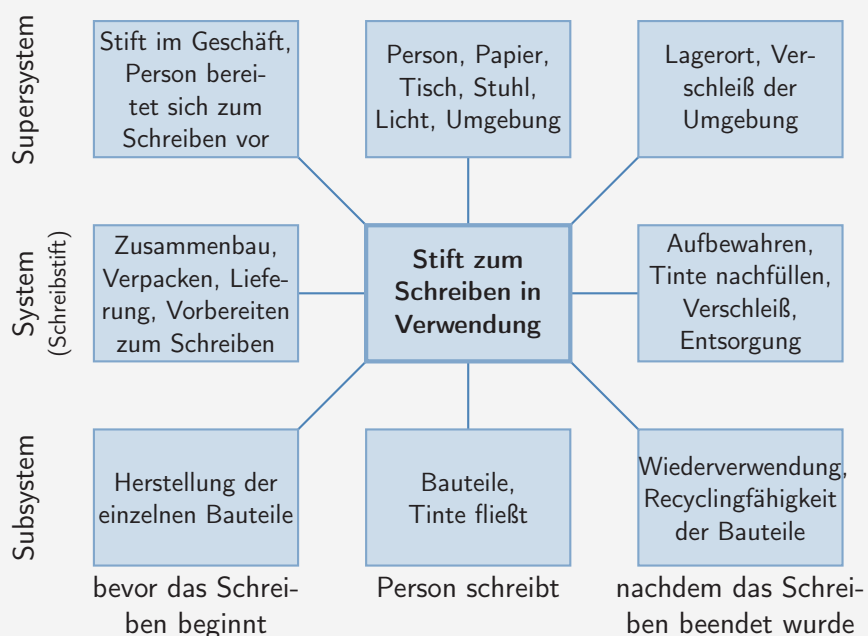 Supersystem
Stift im Geschäft,
Person berei-
tet sich zum
Schreiben vor
Person, Papier,
Tisch, Stuhl,
Licht, Umgebung
Lagerort, Ver-
schleiß der
Umgebung
System
(Schreibstift)
Zusammenbau,
Verpacken, Liefe-
rung, Vorbereiten
zum Schreiben
Stift zum
Schreiben in
Verwendung
Aufbewahren,
Tinte nachfüllen,
Verschleiß,
Entsorgung
Subsystem
Herstellung der
einzelnen Bauteile
Bauteile,
Tinte fließt
Wiederverwendung,
Recyclingfähigkeit
der Bauteile
bevor das Schrei-
ben beginnt
Person schreibt
nachdem das Schrei-
ben beendet wurde